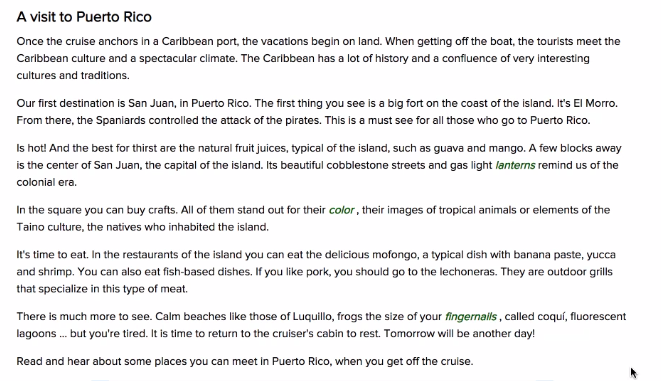 A visit to Puerto Rico
Once the cruise anchors in a Caribbean port, the vacations begin on land. When getting off the boat, the tourists meet the
Caribbean culture and a spectacular climate. The Caribbean has a lot of history and a confluence of very interesting
cultures and traditions.
Our first destination is San Juan, in Puerto Rico. The first thing you see is a big fort on the coast of the island. It's El Morro.
From there, the Spaniards controlled the attack of the pirates. This is a must see for all those who go to Puerto Rico.
Is hot! And the best for thirst are the natural fruit juices, typical of the island, such as guava and mango. A few blocks away
is the center of San Juan, the capital of the island. Its beautiful cobblestone streets and gas light lanterns remind us of the
colonial era.
In the square you can buy crafts. All of them stand out for their color , their images of tropical animals or elements of the
Taino culture, the natives who inhabited the island.
It's time to eat. In the restaurants of the island you can eat the delicious mofongo, a typical dish with banana paste, yucca
and shrimp. You can also eat fish-based dishes. If you like pork, you should go to the lechoneras. They are outdoor grills
that specialize in this type of meat.
There is much more to see. Calm beaches like those of Luquillo, frogs the size of your fingernails , called coquí, fluorescent
lagoons ... but you're tired. It is time to return to the cruiser's cabin to rest. Tomorrow will be another day!
Read and hear about some places you can meet in Puerto Rico, when you get off the cruise.